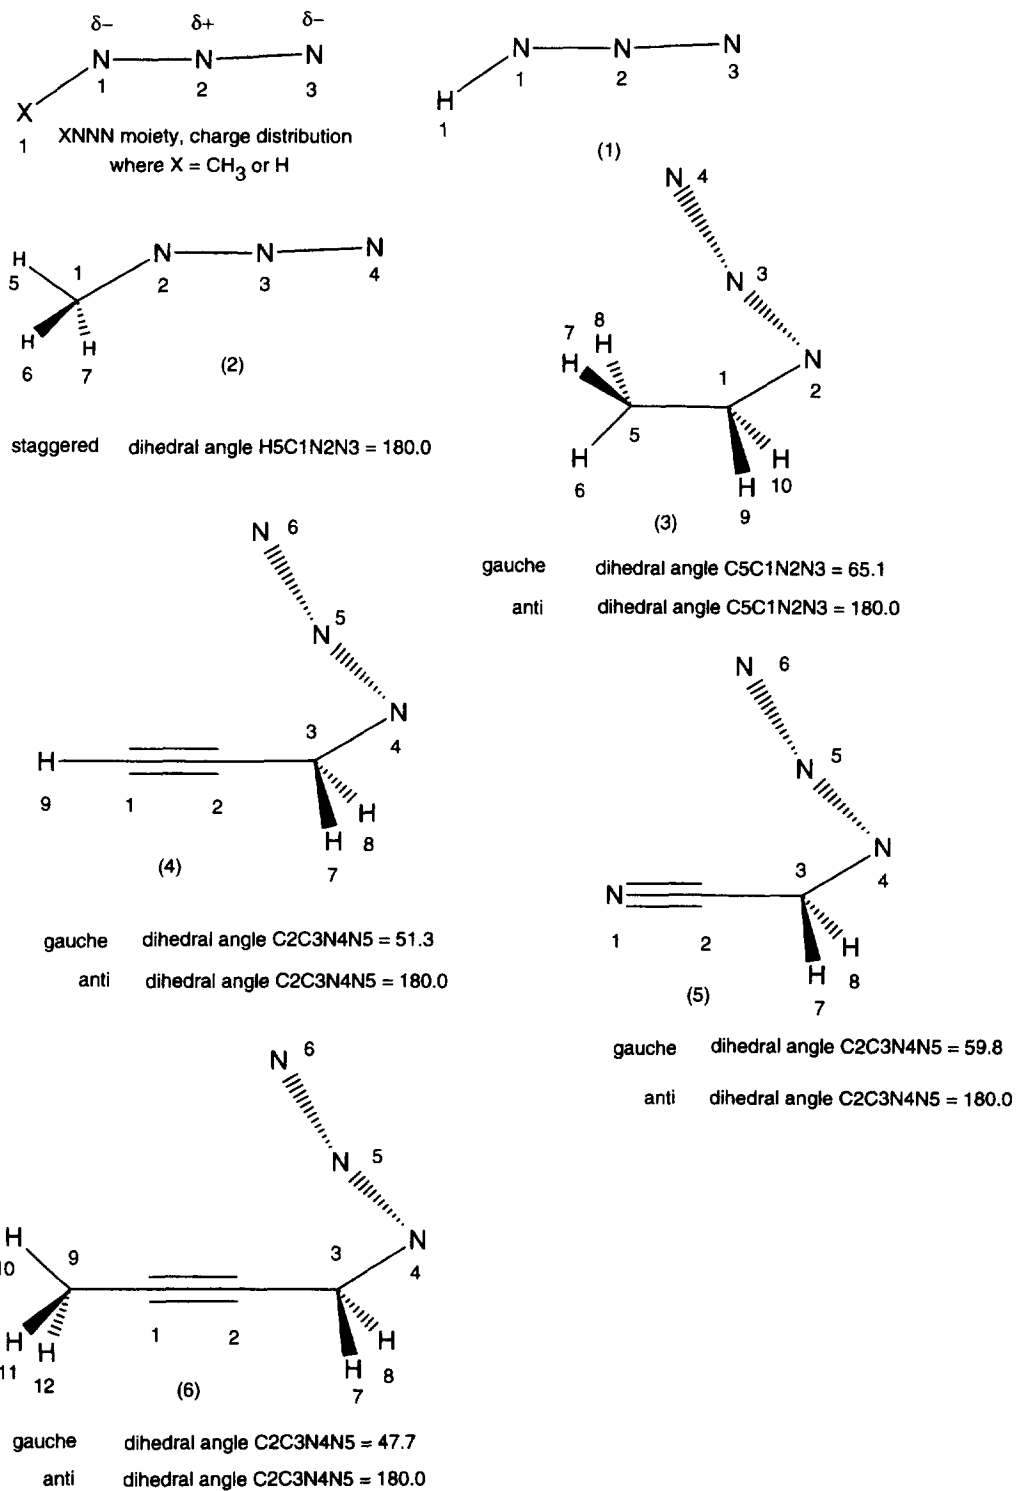 δ– δ+ δ–
N N N
1 2 3
X
1
XNNN moiety, charge distribution
where X = CH3 or H
N N N
1 2 3
H
1
(1)
H N N N
5 1 2 3 4
H H
6 7
(2)
staggered dihedral angle H5C1N2N3 = 180.0
N 4
N 3
8
7 H
H N
1 2
5
H H
6 H 10
9
(3)
gauche dihedral angle C5C1N2N3 = 65.1
anti dihedral angle C5C1N2N3 = 180.0
N 6
N 5
N
3 4
H
9 1 2 H
H 8
7
(4)
gauche dihedral angle C2C3N4N5 = 51.3
anti dihedral angle C2C3N4N5 = 180.0
N 6
N 5
N
3 4
N
1 2 H
H 8
7
(5)
gauche dihedral angle C2C3N4N5 = 59.8
anti dihedral angle C2C3N4N5 = 180.0
N 6
N 5
H N
10 9 3 4
H H 1 2 H
11 12 H 8
7
(6)
gauche dihedral angle C2C3N4N5 = 47.7
anti dihedral angle C2C3N4N5 = 180.0